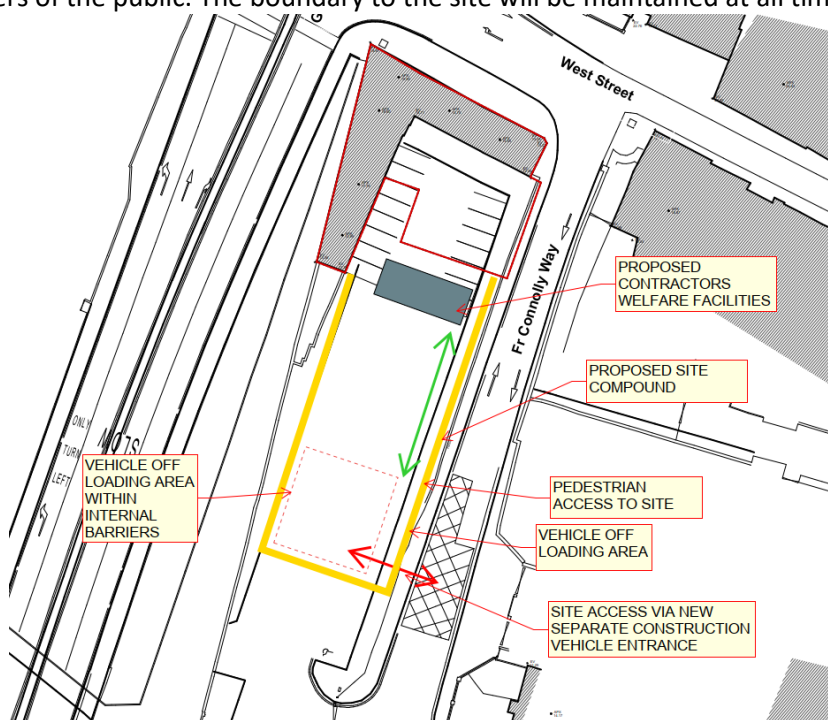 ers of the public. The boundary to the site will be maintained at all tim
G
West Street
Fr Connolly Way
PROPOSED
CONTRACTORS
WELFARE FACILITIES
PROPOSED SITE
COMPOUND
ONLY
TURN
LEFT
SLOW
VEHICLE OFF
LOADING AREA
WITHIN
INTERNAL
BARRIERS
PEDESTRIAN
ACCESS TO SITE
VEHICLE OFF
LOADING AREA
SITE ACCESS VIA NEW
SEPARATE CONSTRUCTION
VEHICLE ENTRANCE